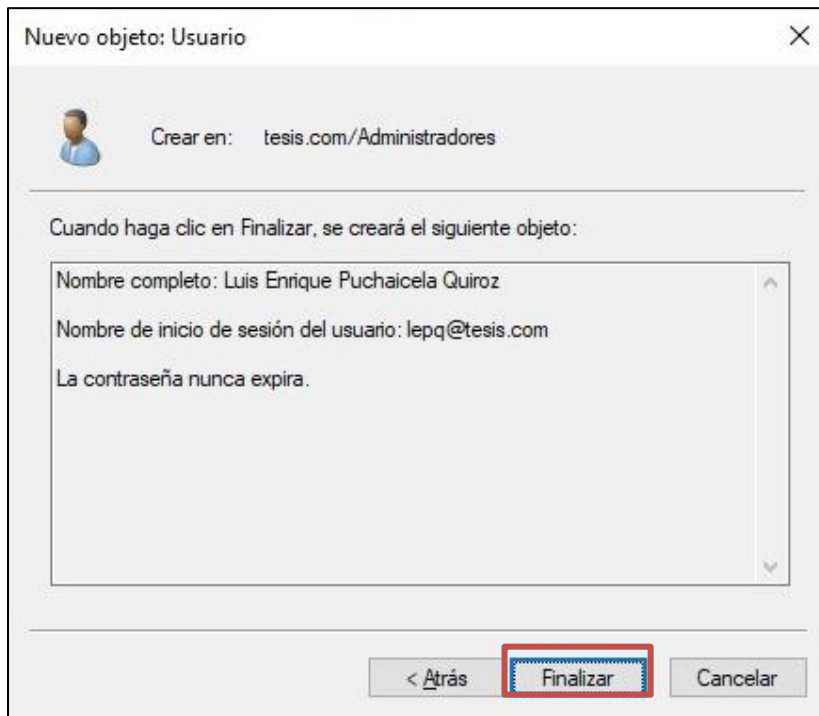 Nuevo objeto: Usuario
Crear en: tesis.com/Administradores
Cuando haga clic en Finalizar, se creará el siguiente objeto:
Nombre completo: Luis Enrique Puchaicela Quiroz
Nombre de inicio de sesión del usuario: lepq@tesis.com
La contraseña nunca expira.
< Atrás Finalizar Cancelar